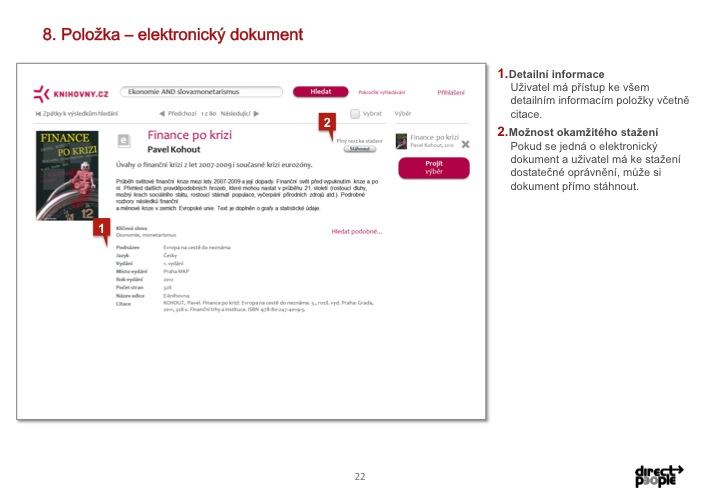 8. Položka – elektronický dokument
KNIHOVNY.CZ
Ekonomie AND slova:monetarismus
Hledat
Pokročilé vyhledávání
Přihlášení
Zpět ky k výsledkům hledání
Předchozí 1 z 80 Následující
Vybrat
Výběr
2
FINANCE
PO KRIZI
e
Finance po krizi
Pavel Kohout
Plný text ke stažení
Stáhnout
Finance po krizi
Pavel Kohout, 2010
Projít
výběr
Úvahy o finanční krizi z let 2007-2009 i současné krizi eurozóny.
Průběh světové finanční krize mezi lety 2007-2009 a její dopady. Finanční svět před vypuknutím krize a po
ní. Přehled dalších pravděpodobných hrozeb, které mohou nastat v průběhu 21. století (rostoucí dluhy,
možný krach sociálního státu, rostoucí stárnutí populace, vyčerpání přírodních zdrojů atd.). Podrobné
rozbory následků finanční
a měnové krize v zemích Evropské unie. Text je doplněn o grafy a statistické údaje.
1
Klíčová slova
Ekonomie, monetarismus
Hledat podobné...
Podnázev Evropa na cestě do neznáma
Jazyk Česky
Vydání 1. vydání
Místo vydání Praha MKP
Rok vydání 2012
Počet stran 328
Název edice E-knihovna
Citace KOHOUT, Pavel. Finance po krizi: Evropa na cestě do neznáma. 3., rozš. vyd. Praha: Grada,
2011, 328 s. Finanční trhy a instituce. ISBN 978-80-247-4019-5.
1.Detailní informace
Uživatel má přístup ke všem
detailním informacím položky včetně
citace.
2.Možnost okamžitého stažení
Pokud se jedná o elektronický
dokument a uživatel má ke stažení
dostatečné oprávnění, může si
dokument přímo stáhnout.
22
direct
people